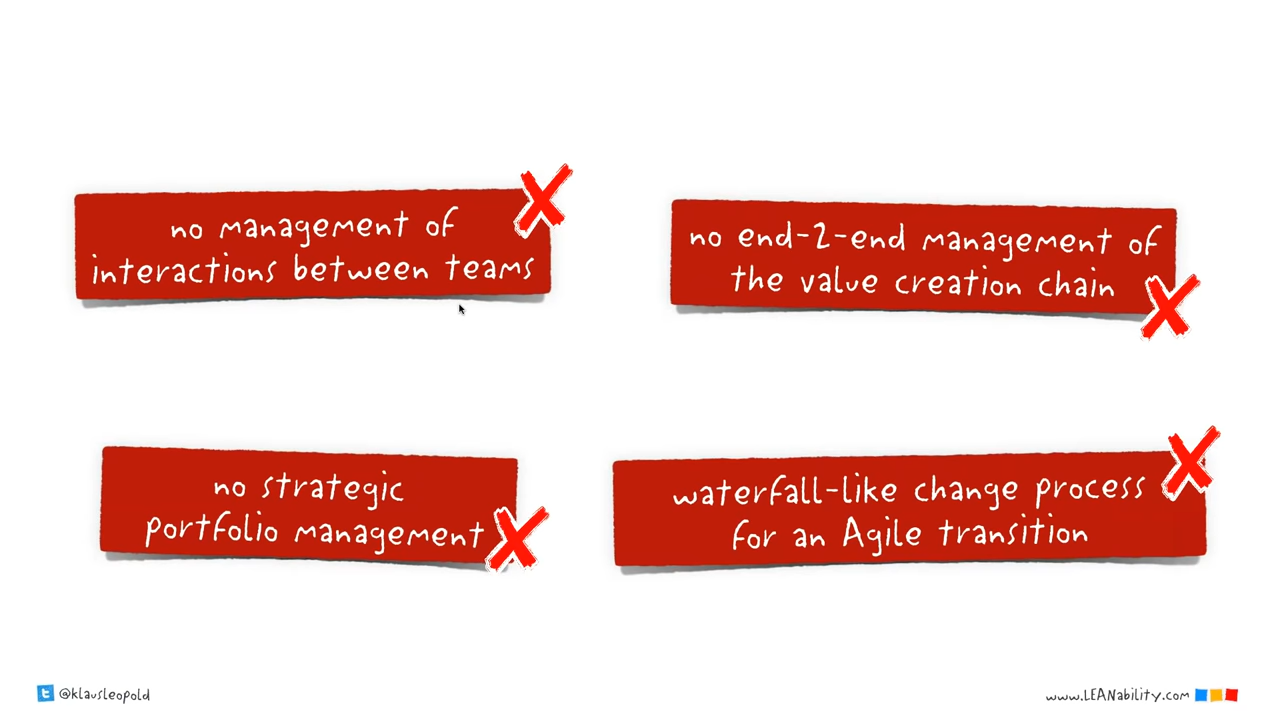 no management of
interactions between teams
no end-2-end management of
the value creation chain
no strategic
portfolio management
waterfall-like change process
for an Agile transition
@klausleopold
www.LEANability.com